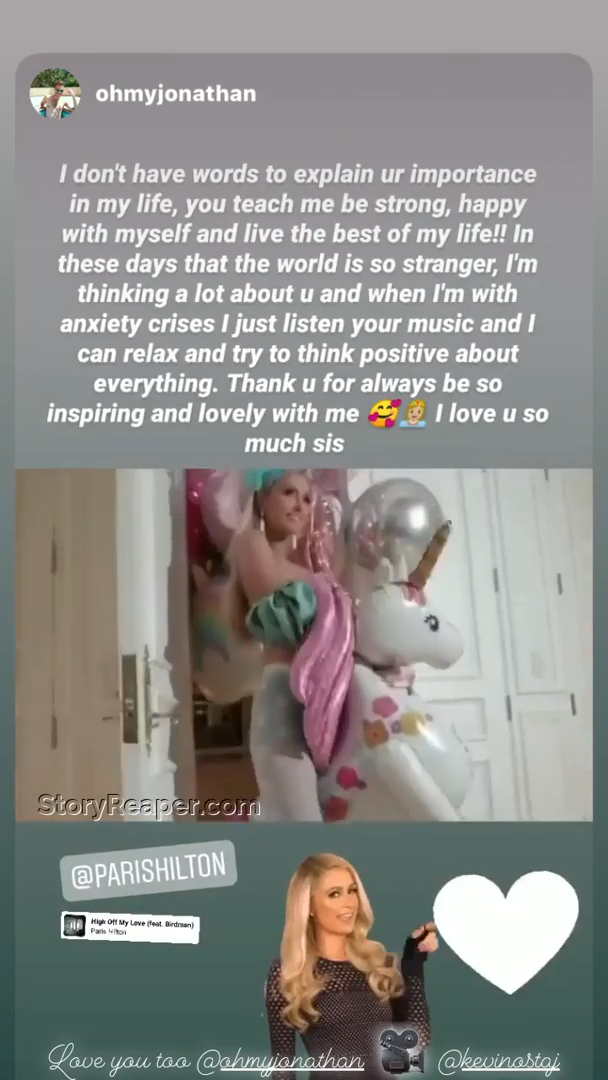 ohmyjonathan
I don't have words to explain ur importance
in my life, you teach me be strong, happy
with myself and live the best of my life!! In
these days that the world is so stranger, I'm
thinking a lot about u and when I'm with
anxiety crises I just listen your music and I
can relax and try to think positive about
everything. Thank u for always be so
inspiring and lovely with me 🥰🧖🏼‍♀️ I love u so
much sis
StoryReaper.com
@PARISHILTON
High Off My Love (feat. Birdman)
Paris Hilton
Love you too @ohmyjonathan 🎥 @kevinostaj